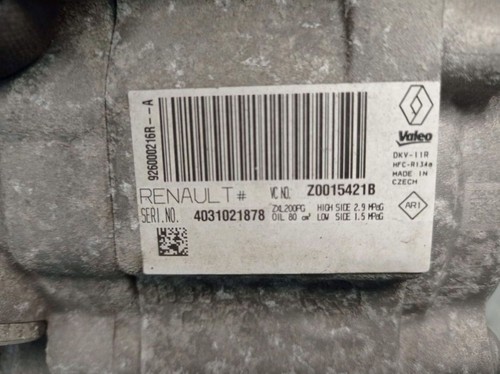 926000216R--A
Valeo
DKV-11R
HFC-R134a
MADE IN
CZECH
RENAULT# VC NO. Z0015421B
SERI.NO. 4031021878
ZXL200PG HIGH SIDE 2.9 MPaG
OIL 80 cm³ LOW SIDE 1.5 MPaG
AR1